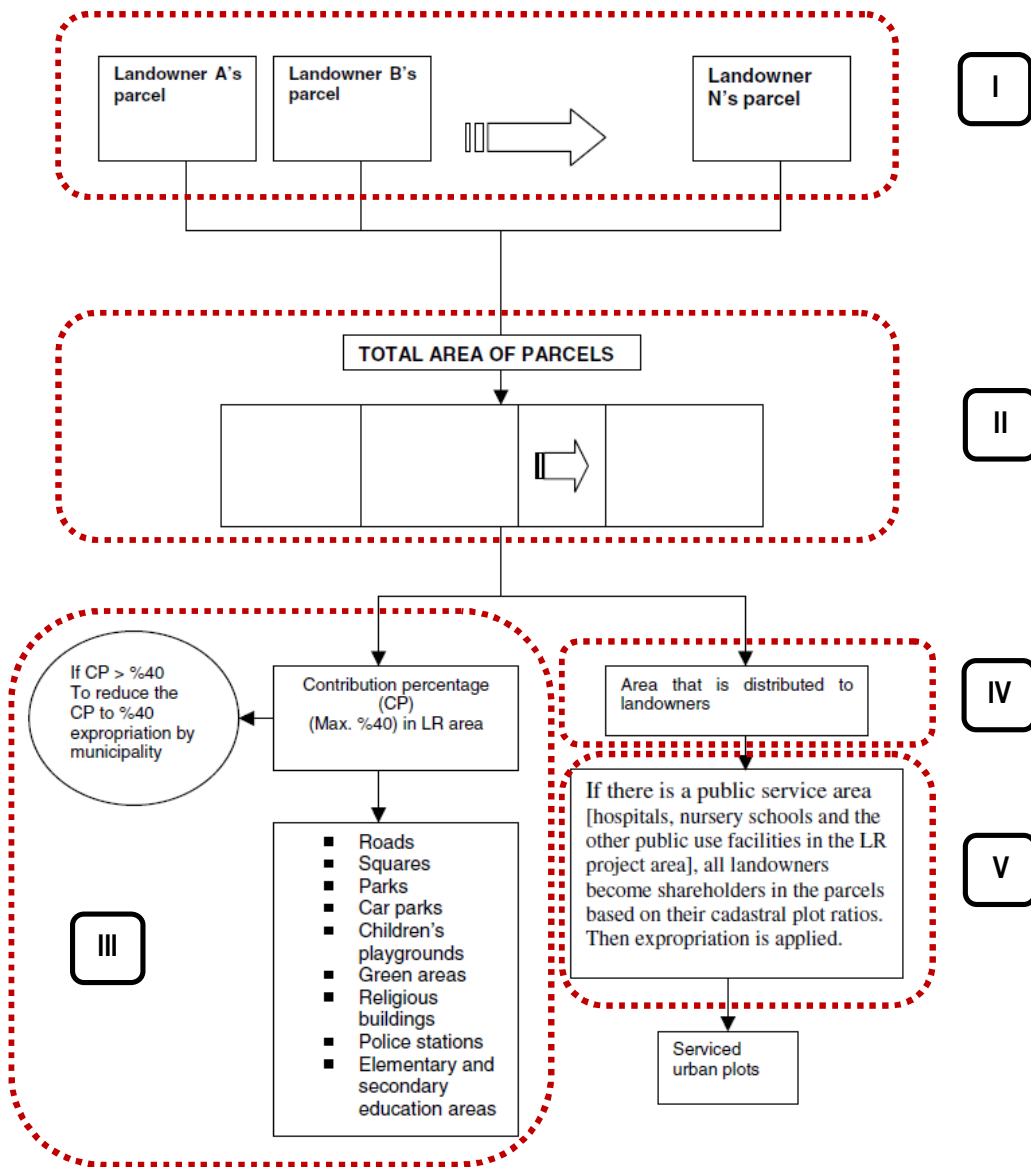 Landowner A's
parcel
Landowner B's
parcel
Landowner
N's parcel
I
TOTAL AREA OF PARCELS
II
If CP > %40
To reduce the
CP to %40
expropriation by
municipality
Contribution percentage
(CP)
(Max. %40) in LR area
Area that is distributed to
landowners
IV
Roads
Squares
Parks
Car parks
Children's
playgrounds
Green areas
Religious
buildings
Police stations
Elementary and
secondary
education areas
III
If there is a public service area
[hospitals, nursery schools and the
other public use facilities in the LR
project area], all landowners
become shareholders in the parcels
based on their cadastral plot ratios.
Then expropriation is applied.
V
Serviced
urban plots